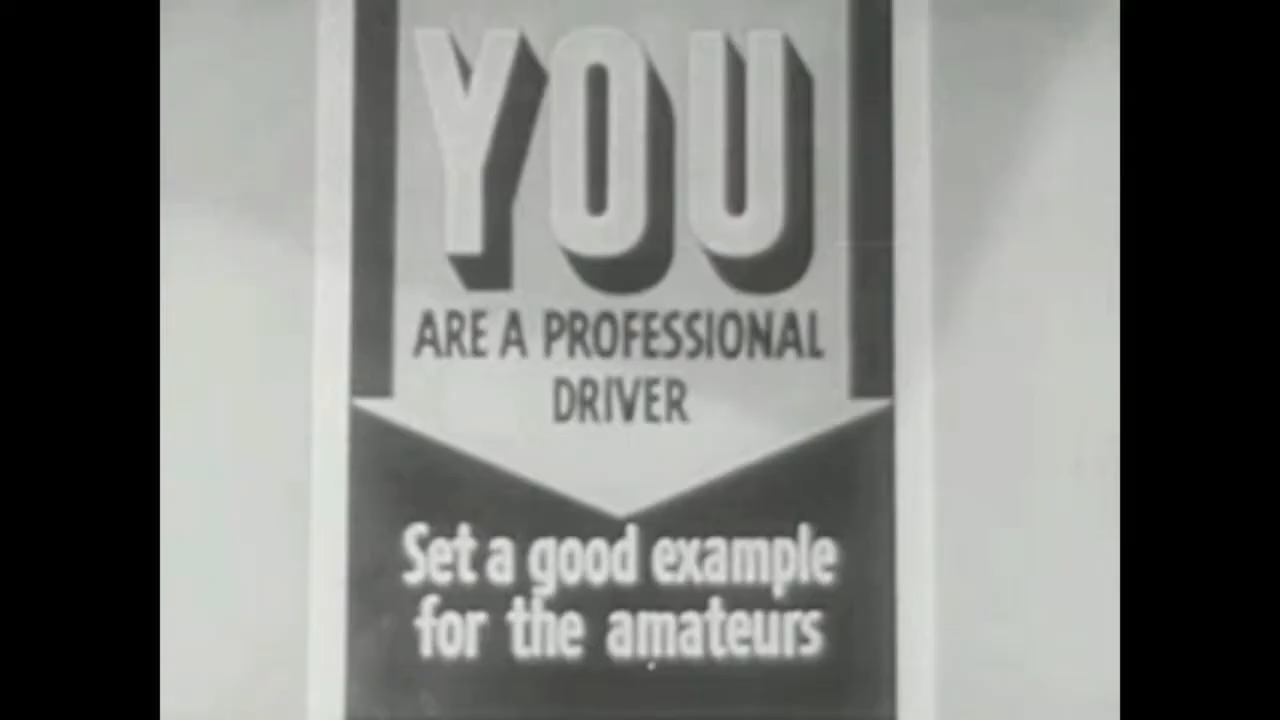 YOU
ARE A PROFESSIONAL
DRIVER
Set a good example
for the amateurs